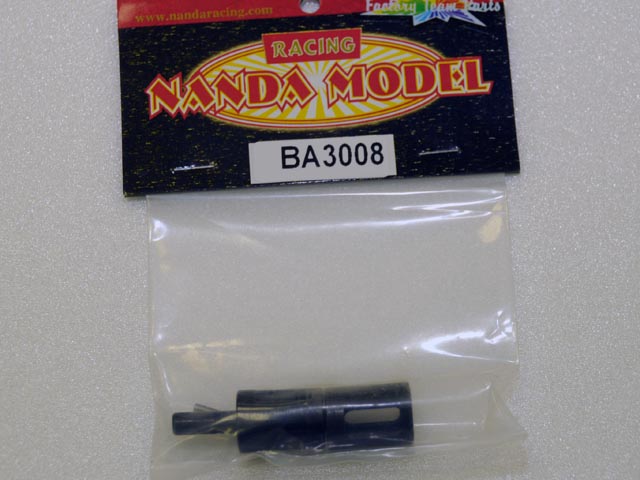 www.nandaracing.com
Factory Team Parts
RACING
NANDA MODEL
BA3008